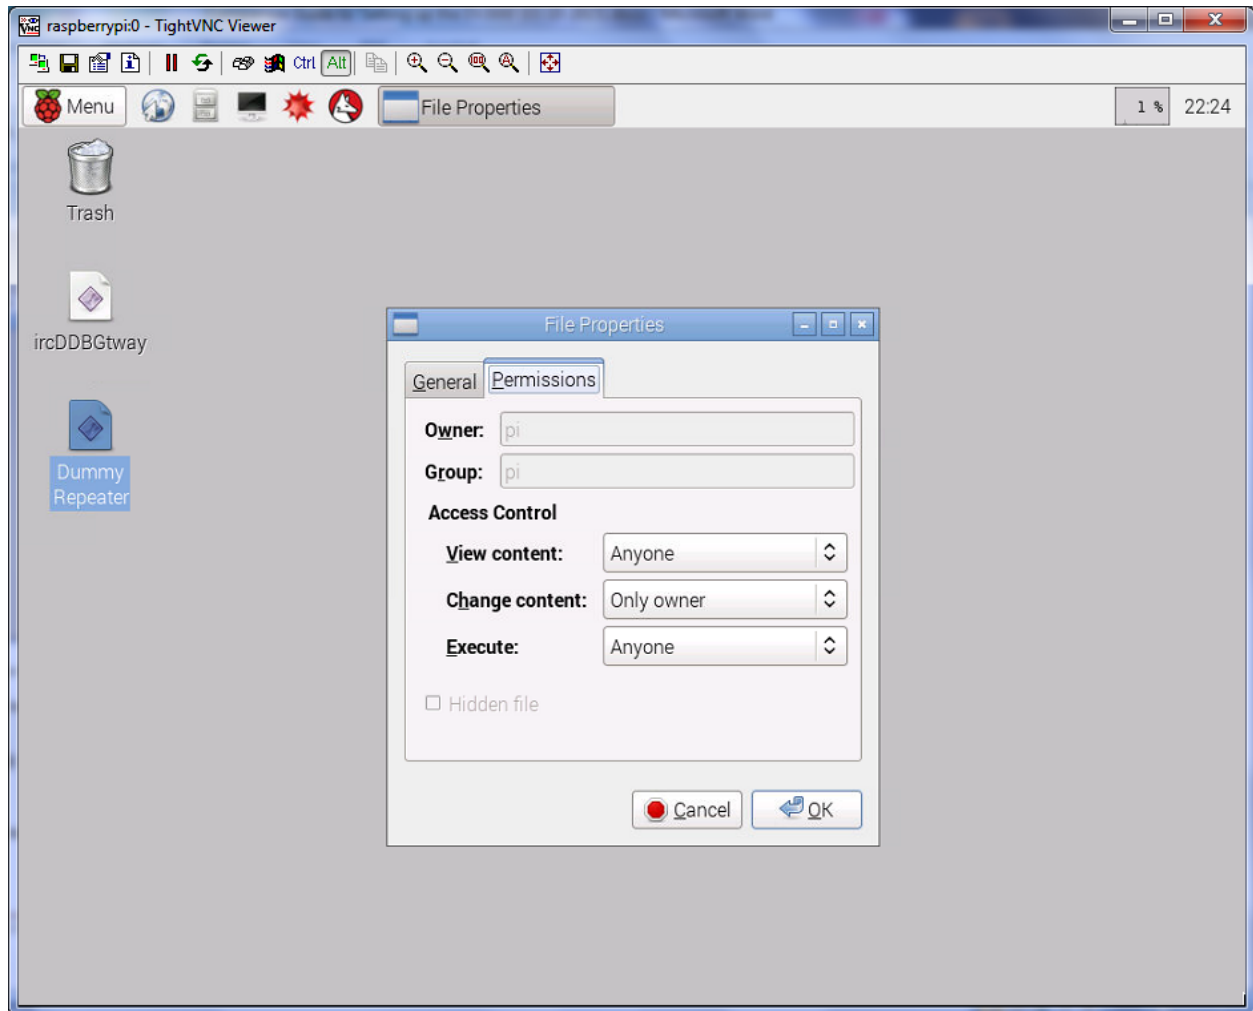 raspberrypi:0 - TightVNC Viewer
Ctrl Alt
Menu File Properties 1 % 22:24
Trash
ircDDBGtway
Dummy
Repeater
File Properties
General Permissions
Owner: pi
Group: pi
Access Control
View content: Anyone
Change content: Only owner
Execute: Anyone
Hidden file
Cancel OK